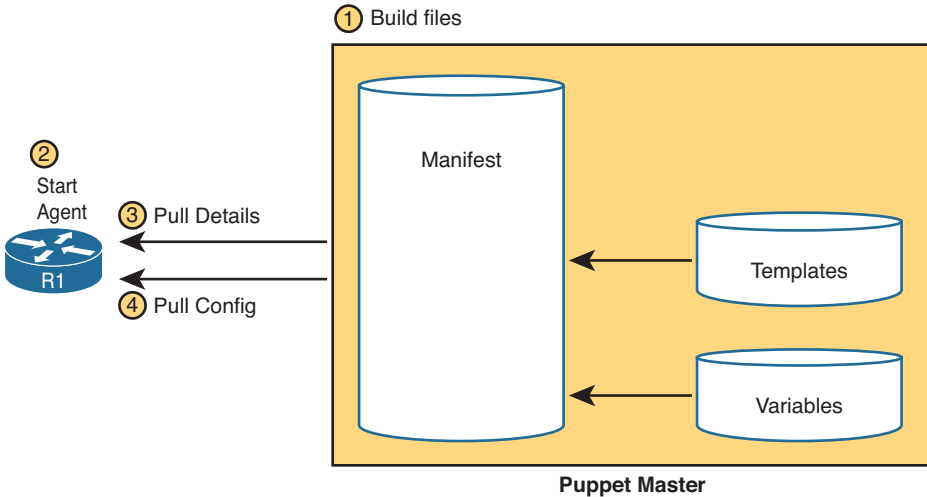 1 Build files
Manifest
2
Start
Agent
3 Pull Details
R1
4 Pull Config
Templates
Variables
Puppet Master